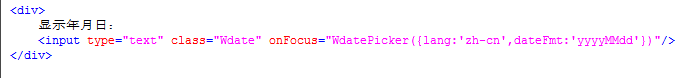 <div>
显示年月日：
<input type="text" class="Wdate" onFocus="WdatePicker({lang:'zh-cn',dateFmt:'yyyyMMdd'})"/>
</div>